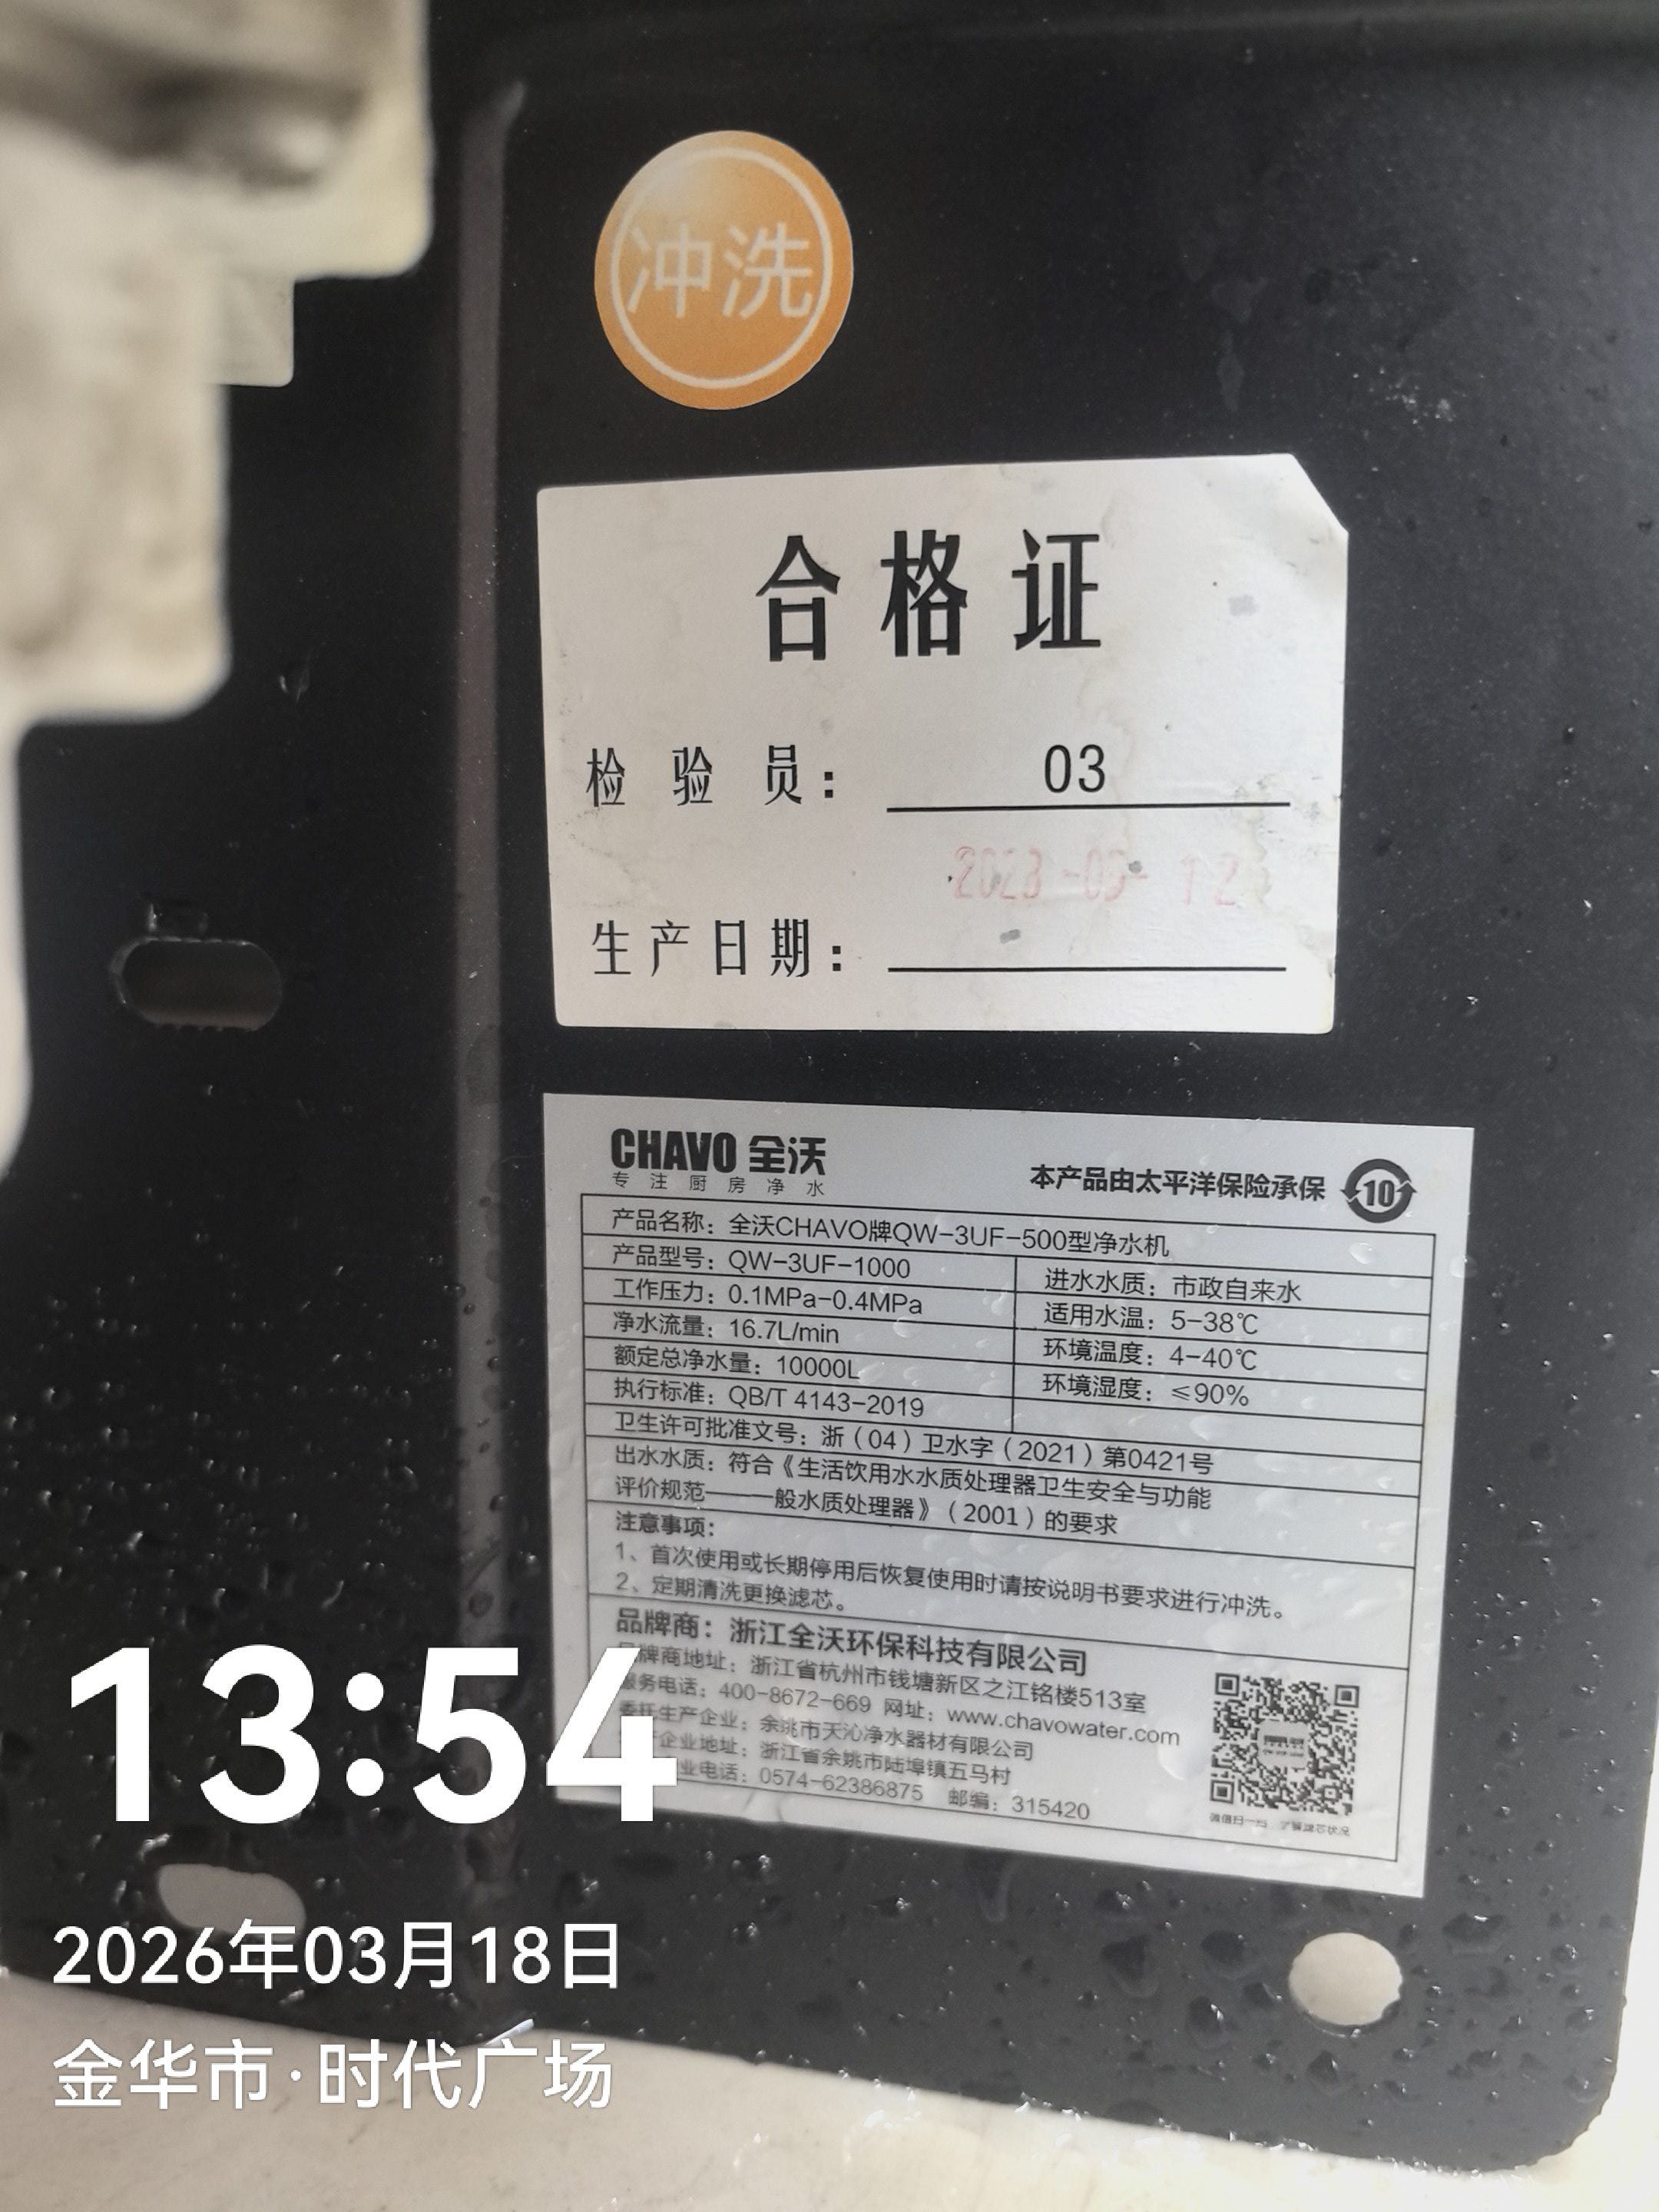 冲洗
合格证
检验员：03
2023-05-12
生产日期：
CHAVO 全沃
专注厨房净水
本产品由太平洋保险承保 10
产品名称：全沃CHAVO牌QW-3UF-500型净水机
产品型号：QW-3UF-1000
进水水质：市政自来水
工作压力：0.1MPa-0.4MPa
适用水温：5-38℃
净水流量：16.7L/min
环境温度：4-40℃
额定总净水量：10000L
环境湿度：≤90%
执行标准：QB/T 4143-2019
卫生许可批准文号：浙（04）卫水字（2021）第0421号
出水水质：符合《生活饮用水水质处理器卫生安全与功能
评价规范——一般水质处理器》（2001）的要求
注意事项：
1、首次使用或长期停用后恢复使用时请按说明书要求进行冲洗。
2、定期清洗更换滤芯。
品牌商：浙江全沃环保科技有限公司
牌商地址：浙江省杭州市钱塘新区之江铭楼513室
服务电话：400-8672-669 网址：www.chavowater.com
委托生产企业：余姚市天沁净水器材有限公司
企业地址：浙江省余姚市陆埠镇五马村
业电话：0574-62386875 邮编：315420
微信扫一扫 了解滤芯状况
13:54
2026年03月18日
金华市·时代广场